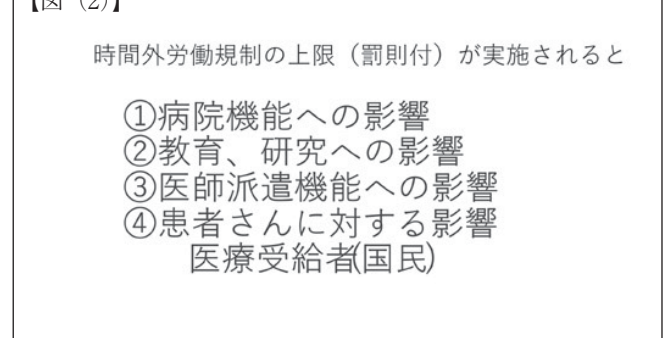 【図（2）】
時間外労働規制の上限（罰則付）が実施されると
①病院機能への影響
②教育、研究への影響
③医師派遣機能への影響
④患者さんに対する影響
医療受給者(国民)